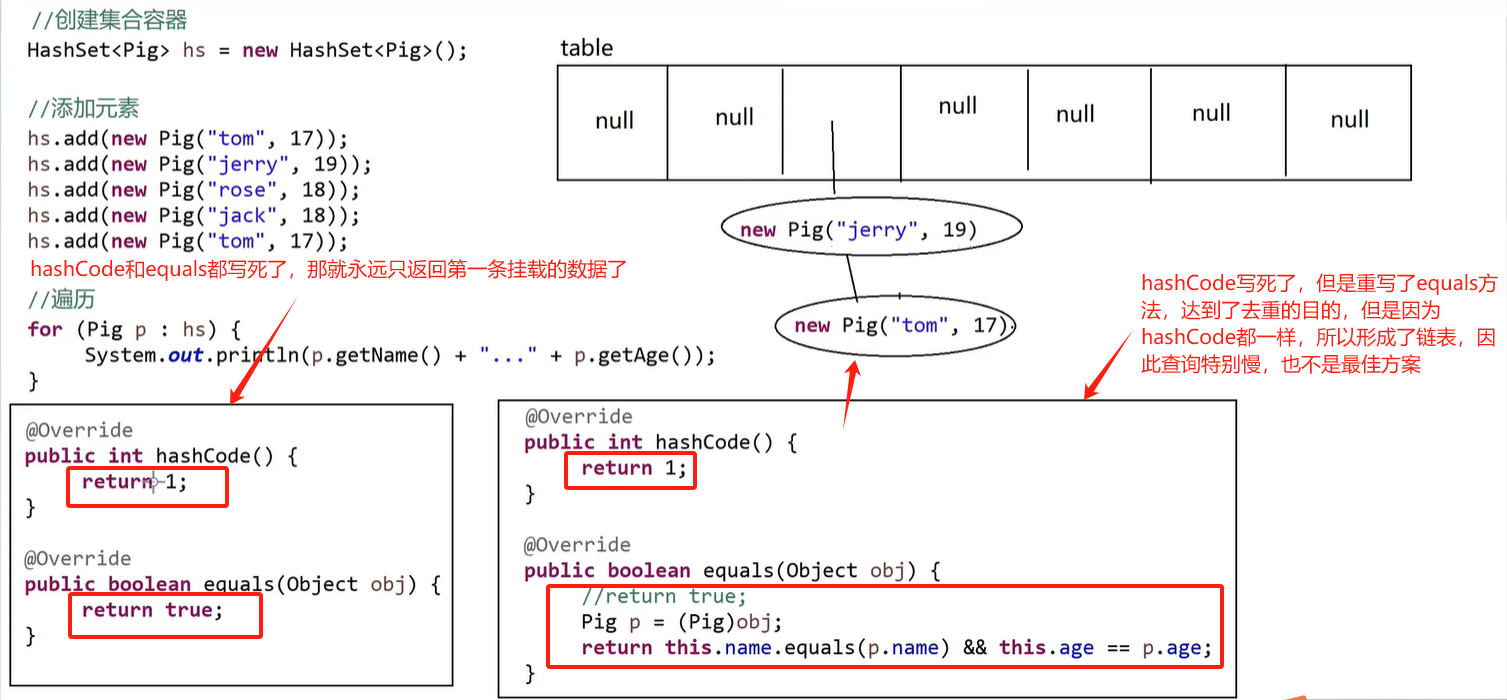 //创建集合容器
HashSet<Pig> hs = new HashSet<Pig>();
//添加元素
hs.add(new Pig("tom", 17));
hs.add(new Pig("jerry", 19));
hs.add(new Pig("rose", 18));
hs.add(new Pig("jack", 18));
hs.add(new Pig("tom", 17));
hashCode和equals都写死了，那就永远只返回第一条挂载的数据了
//遍历
for (Pig p : hs) {
System.out.println(p.getName() + "..." + p.getAge());
}
table
null
null
null
null
null
null
new Pig("jerry", 19)
new Pig("tom", 17)
hashCode写死了，但是重写了equals方
法，达到了去重的目的，但是因为
hashCode都一样，所以形成了链表，因
此查询特别慢，也不是最佳方案
@Override
public int hashCode() {
return 1;
}
@Override
public boolean equals(Object obj) {
return true;
}
@Override
public int hashCode() {
return 1;
}
@Override
public boolean equals(Object obj) {
//return true;
Pig p = (Pig)obj;
return this.name.equals(p.name) && this.age == p.age;
}